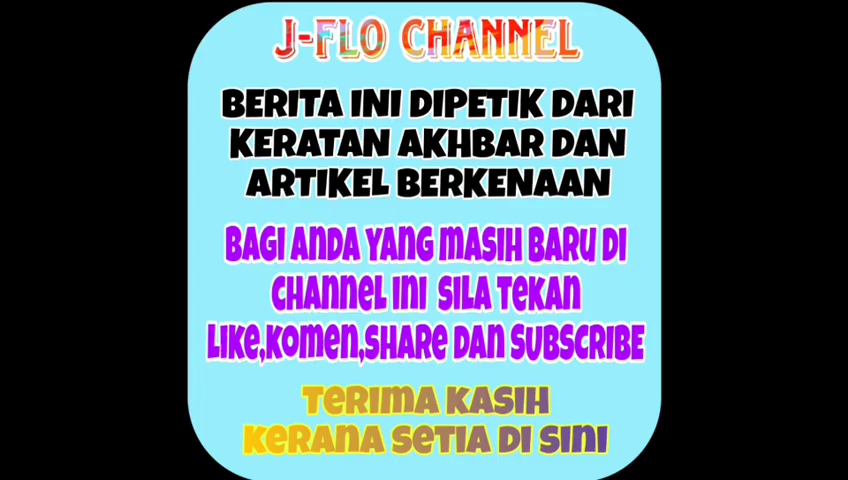 J-FLO CHANNEL
BERITA INI DIPETIK DARI
KERATAN AKHBAR DAN
ARTIKEL BERKENAAN
BAGI ANDA YANG MASIH BARU DI
CHANNEL INI SILA TEKAN
LIKE,KOMEN,SHARE DAN SUBSCRIBE
TERIMA KASIH
KERANA SETIA DI SINI